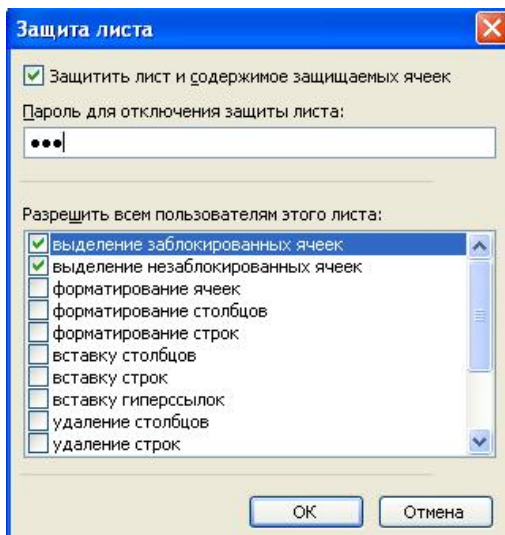 Защита листа
Защитить лист и содержимое защищаемых ячеек
Пароль для отключения защиты листа:
•••
Разрешить всем пользователям этого листа:
выделение заблокированных ячеек
выделение незаблокированных ячеек
форматирование ячеек
форматирование столбцов
форматирование строк
вставку столбцов
вставку строк
вставку гиперссылок
удаление столбцов
удаление строк
ОК Отмена